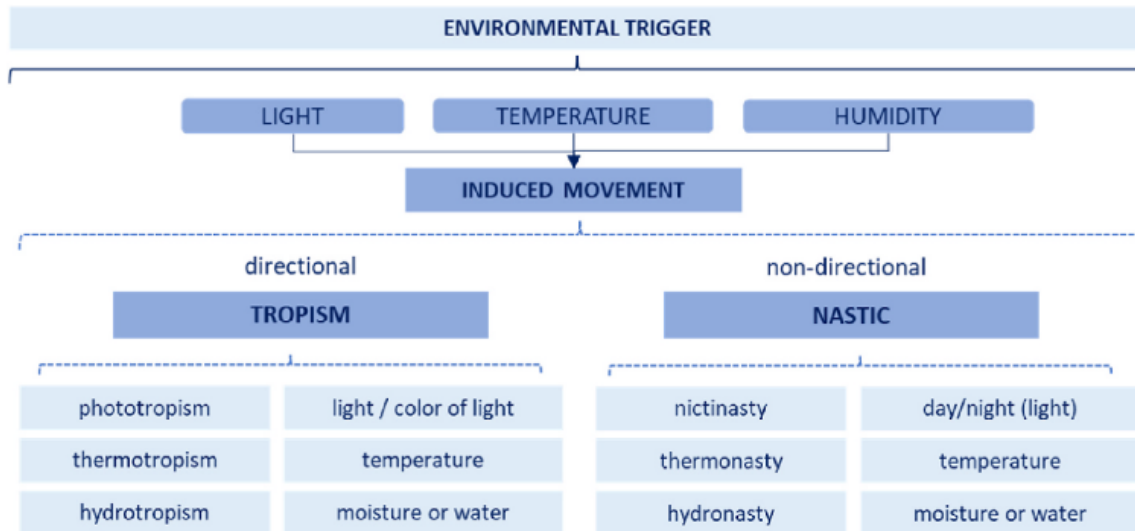 ENVIRONMENTAL TRIGGER
LIGHT
TEMPERATURE
HUMIDITY
INDUCED MOVEMENT
directional
non-directional
TROPISM
NASTIC
phototropism
light / color of light
nictinasty
day/night (light)
thermotropism
temperature
thermonasty
temperature
hydrotropism
moisture or water
hydronasty
moisture or water